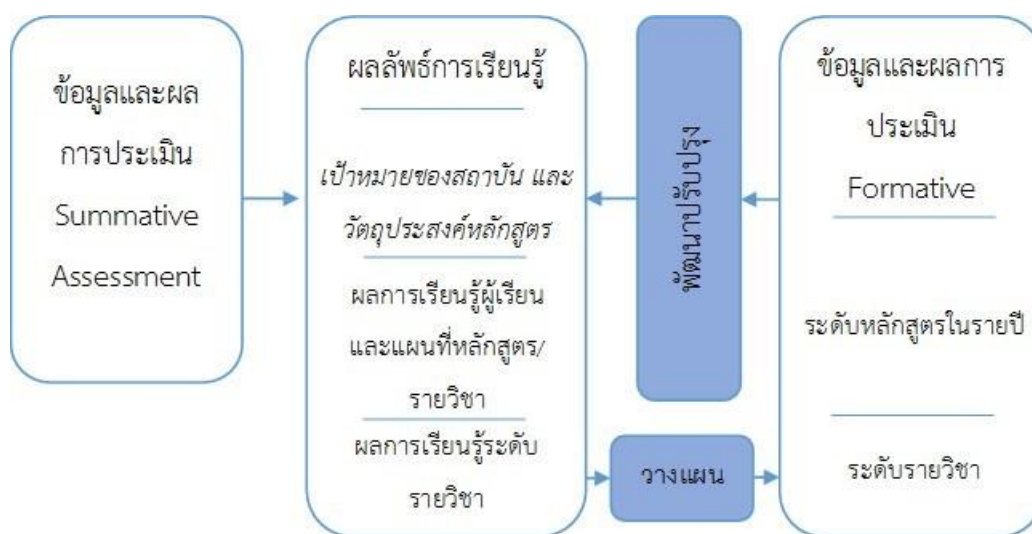 ข้อมูลและผล
การประเมิน
Summative
Assessment
ผลลัพธ์การเรียนรู้
เป้าหมายของสถาบัน และ
วัตถุประสงค์หลักสูตร
ผลการเรียนรู้ผู้เรียน
และแผนที่หลักสูตร/
รายวิชา
ผลการเรียนรู้ระดับ
รายวิชา
พัฒนาปรับปรุง
วางแผน
ข้อมูลและผลการ
ประเมิน
Formative
ระดับหลักสูตรในรายปี
ระดับรายวิชา